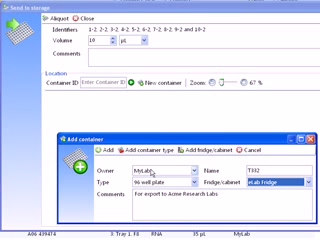 Send to storage
Aliquot Close
Identifiers 1-2, 2-2, 3-2, 4-2, 5-2, 6-2, 7-2, 8-2, 9-2 and 10-2
Volume 10 µl
Comments
Location
Container ID Enter Container ID New container Zoom: 67 %
Add container
Add Add container type Add fridge/cabinet Cancel
Owner MyLab Name T332
Type 96 well plate Fridge/cabinet eLab Fridge
Comments For export to Acme Research Labs
A06 439474 3: Tray 1. F8 RNA 35 µL MyLab